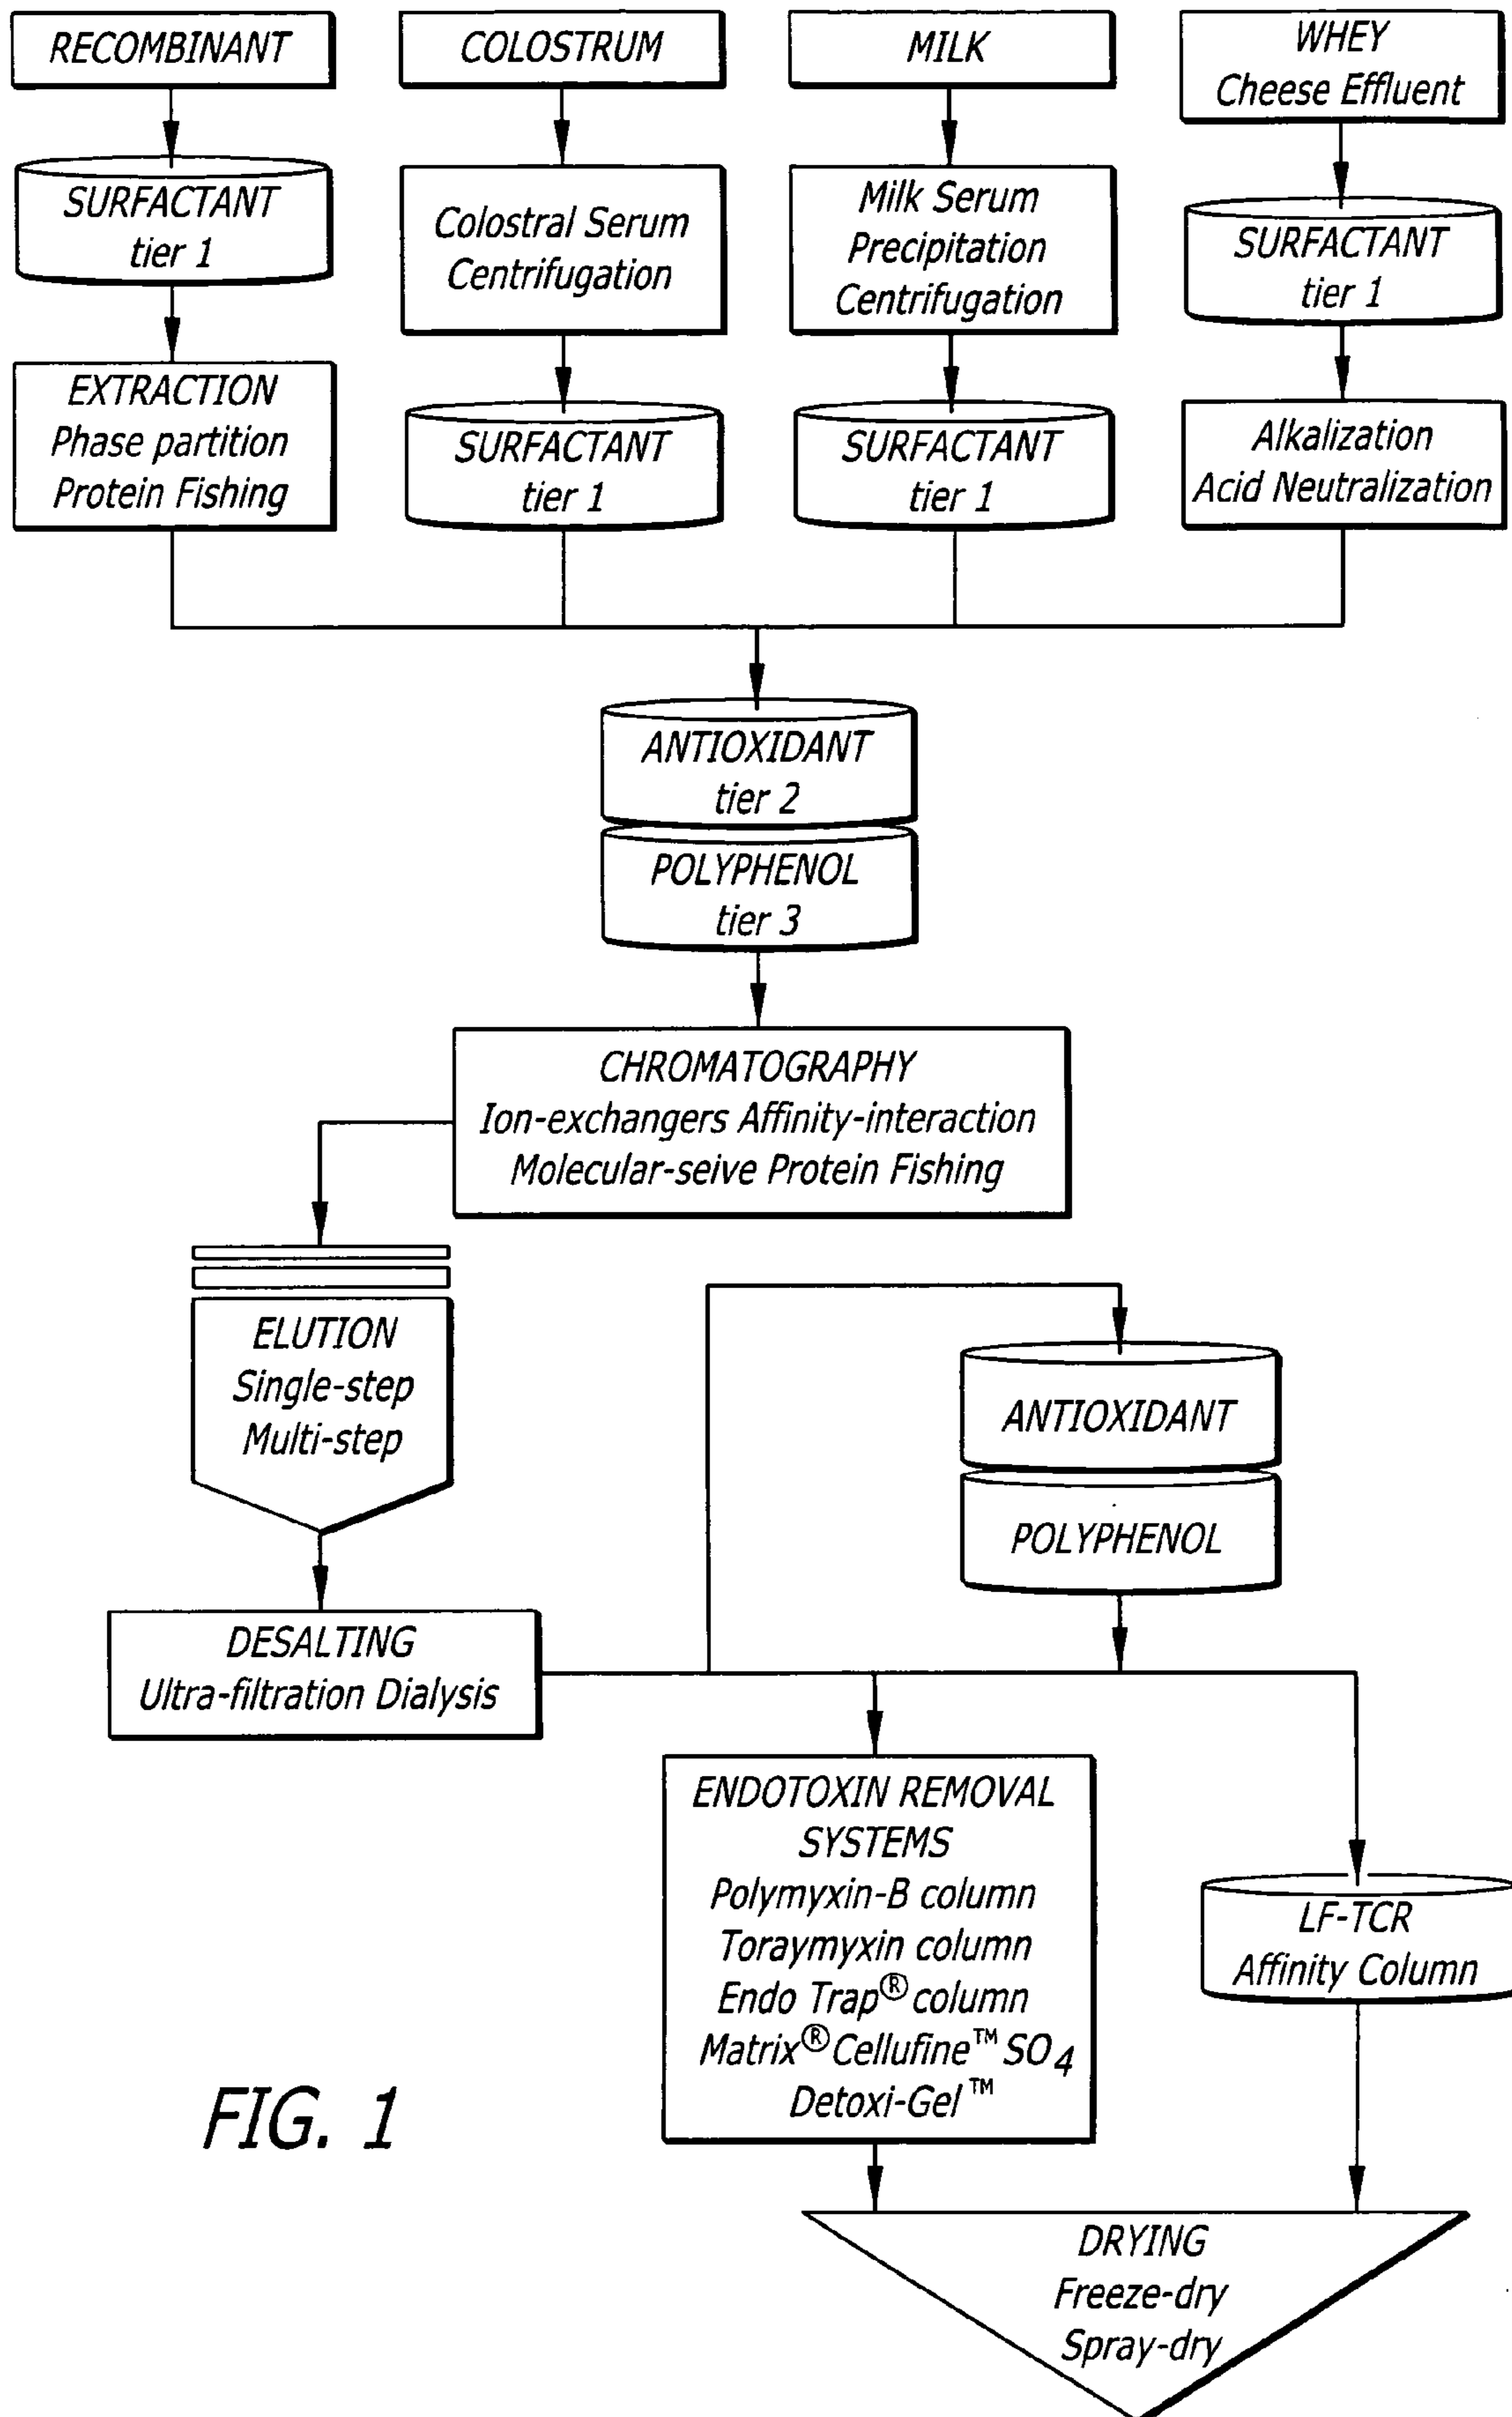 RECOMBINANT
SURFACTANT
tier 1
EXTRACTION
Phase partition
Protein Fishing
COLOSTRUM
Colostral Serum
Centrifugation
SURFACTANT
tier 1
MILK
Milk Serum
Precipitation
Centrifugation
SURFACTANT
tier 1
WHEY
Cheese Effluent
SURFACTANT
tier 1
Alkalization
Acid Neutralization
ANTIOXIDANT
tier 2
POLYPHENOL
tier 3
CHROMATOGRAPHY
Ion-exchangers Affinity-interaction
Molecular-seive Protein Fishing
ELUTION
Single-step
Multi-step
DESALTING
Ultra-filtration Dialysis
ANTIOXIDANT
POLYPHENOL
ENDOTOXIN REMOVAL
SYSTEMS
Polymyxin-B column
Toraymyxin column
Endo Trap® column
Matrix® Cellufine™ SO4
Detoxi-Gel™
LF-TCR
Affinity Column
DRYING
Freeze-dry
Spray-dry
FIG. 1